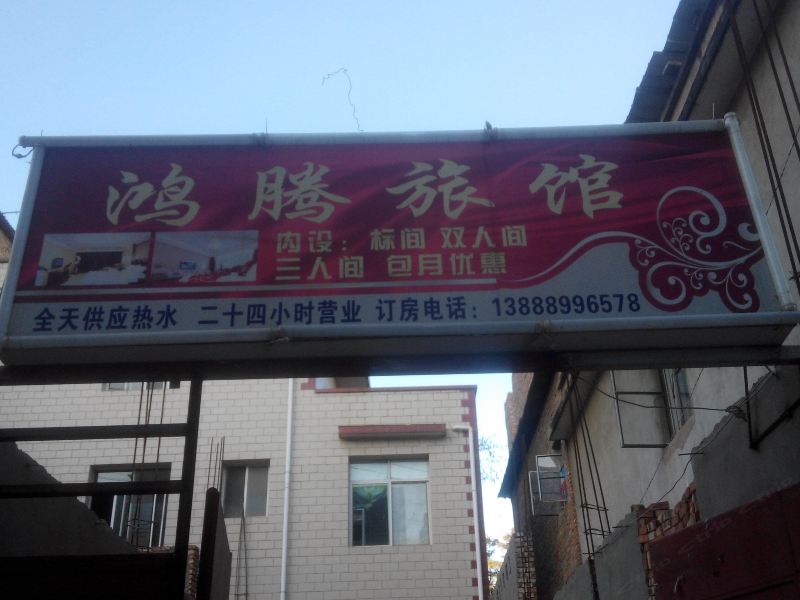 鸿腾旅馆
内设：标间 双人间
三人间 包月优惠
全天供应热水 二十四小时营业 订房电话：13888996578